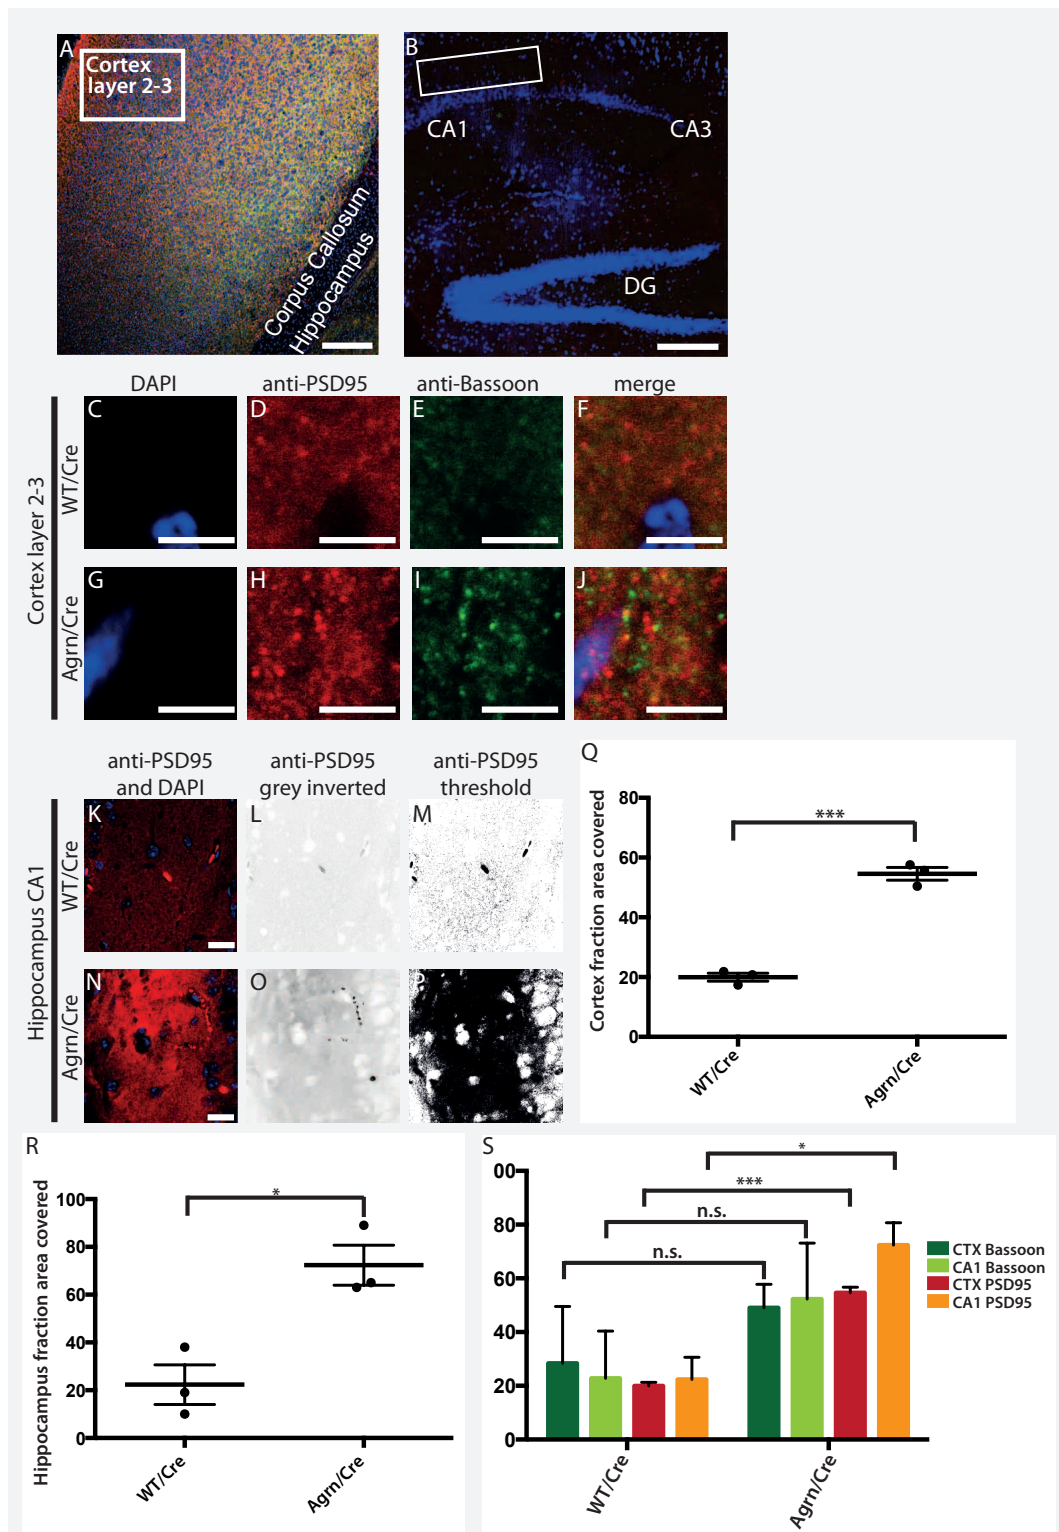 A
Cortex
layer 2-3
Corpus Callosum
Hippocampus
B
CA1
CA3
DG
DAPI
anti-PSD95
anti-Bassoon
merge
Cortex layer 2-3
WT/Cre
C
D
E
F
Agrn/Cre
G
H
I
J
anti-PSD95
and DAPI
anti-PSD95
grey inverted
anti-PSD95
threshold
Hippocampus CA1
WT/Cre
K
L
M
Agrn/Cre
N
O
P
Q
Cortex fraction area covered
80
60
40
20
0
***
WT/Cre
Agrn/Cre
R
Hippocampus fraction area covered
100
80
60
40
20
0
*
WT/Cre
Agrn/Cre
S
00
80
60
40
20
0
*
***
n.s.
n.s.
CTX Bassoon
CA1 Bassoon
CTX PSD95
CA1 PSD95
WT/Cre
Agrn/Cre